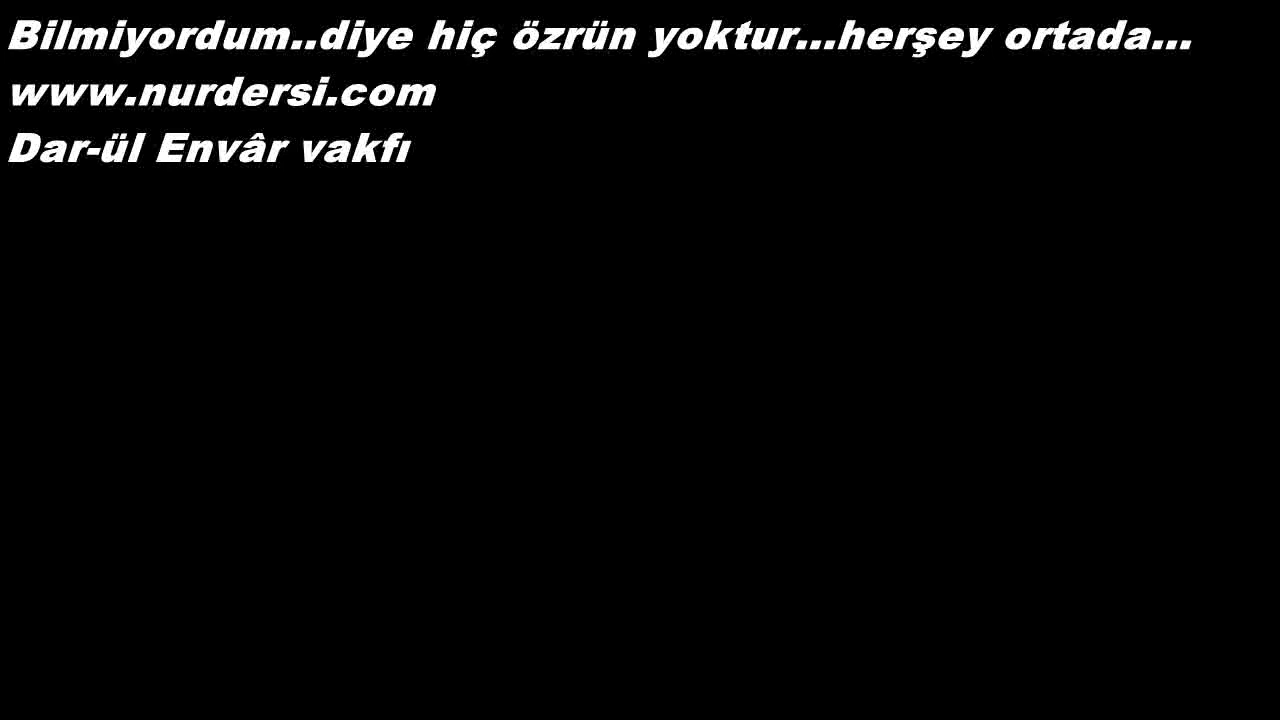 Bilmiyordum..diye hiç özrün yoktur...herşey ortada...
www.nurdersi.com
Dar-ül Envâr vakfı